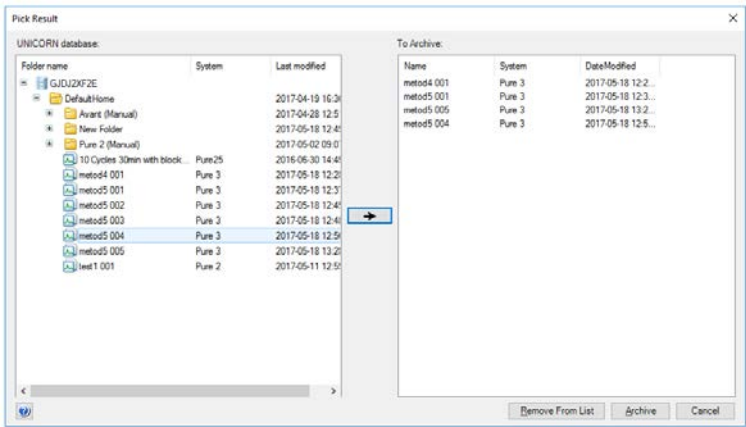 Pick Result
UNICORN database:
To Archive:
Folder name System Last modified
Name System DateModified
GJDJ2XF2E
DefaultHome 2017-04-19 16:3
Avant (Manual) 2017-04-28 12:5
New Folder 2017-05-18 12:4
Pure 2 (Manual) 2017-05-02 09:0
10 Cycles 30min with block... Pure25 2016-06-30 14:4
metod4 001 Pure 3 2017-05-18 12:2
metod5 001 Pure 3 2017-05-18 12:3
metod5 002 Pure 3 2017-05-18 12:4
metod5 003 Pure 3 2017-05-18 12:4
metod5 004 Pure 3 2017-05-18 12:5
metod5 005 Pure 3 2017-05-18 13:2
test1 001 Pure 2 2017-05-11 12:5
metod4 001 Pure 3 2017-05-18 12:2...
metod5 001 Pure 3 2017-05-18 12:3...
metod5 005 Pure 3 2017-05-18 13:2...
metod5 004 Pure 3 2017-05-18 12:5...
Remove From List Archive Cancel